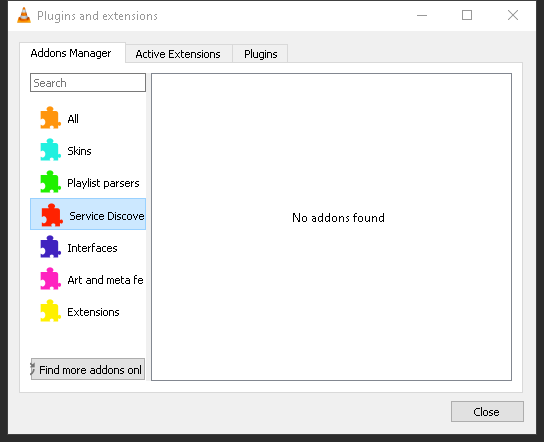 Plugins and extensions
Addons Manager
Active Extensions
Plugins
Search
All
Skins
Playlist parsers
Service Discove
Interfaces
Art and meta fe
Extensions
Find more addons onl
No addons found
Close